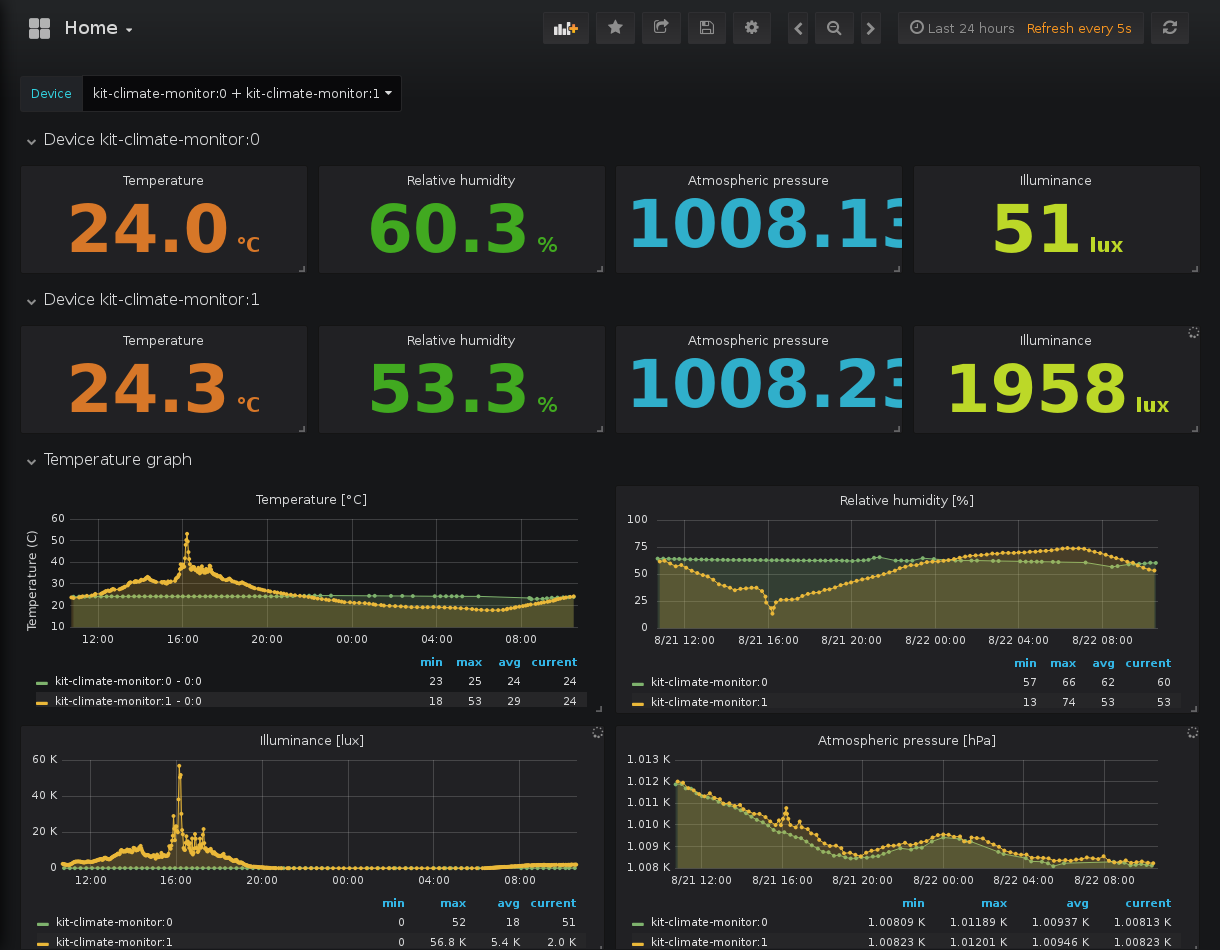 Home
Last 24 hours Refresh every 5s
Device kit-climate-monitor:0 + kit-climate-monitor:1
Device kit-climate-monitor:0
Temperature Relative humidity Atmospheric pressure Illuminance
24.0 °C 60.3 % 1008.13 51 lux
Device kit-climate-monitor:1
Temperature Relative humidity Atmospheric pressure Illuminance
24.3 °C 53.3 % 1008.23 1958 lux
Temperature graph
Temperature [°C]
Temperature (C)
60
50
40
30
20
10
12:00 16:00 20:00 00:00 04:00 08:00
min max avg current
kit-climate-monitor:0 - 0:0 23 25 24 24
kit-climate-monitor:1 - 0:0 18 53 29 24
Relative humidity [%]
100
75
50
25
0
8/21 12:00 8/21 16:00 8/21 20:00 8/22 00:00 8/22 04:00 8/22 08:00
min max avg current
kit-climate-monitor:0 57 66 62 60
kit-climate-monitor:1 13 74 53 53
Illuminance [lux]
60 K
40 K
20 K
0
12:00 16:00 20:00 00:00 04:00 08:00
min max avg current
kit-climate-monitor:0 0 52 18 51
kit-climate-monitor:1 0 56.8 K 5.4 K 2.0 K
Atmospheric pressure [hPa]
1.013 K
1.012 K
1.011 K
1.010 K
1.009 K
1.008 K
8/21 12:00 8/21 16:00 8/21 20:00 8/22 00:00 8/22 04:00 8/22 08:00
min max avg current
kit-climate-monitor:0 1.00809 K 1.01189 K 1.00937 K 1.00813 K
kit-climate-monitor:1 1.00823 K 1.01201 K 1.00946 K 1.00823 K